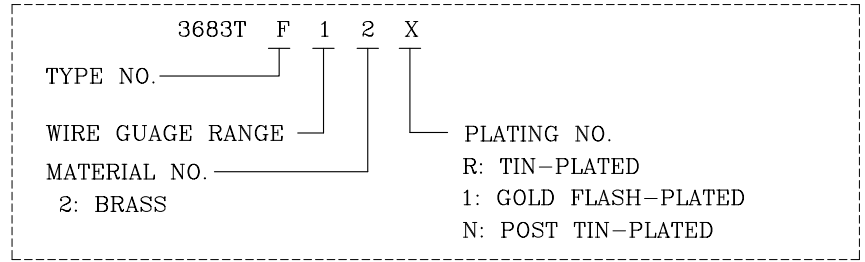 3683T F 1 2 X
TYPE NO.
WIRE GUAGE RANGE
PLATING NO.
MATERIAL NO.
R: TIN-PLATED
2: BRASS
1: GOLD FLASH-PLATED
N: POST TIN-PLATED